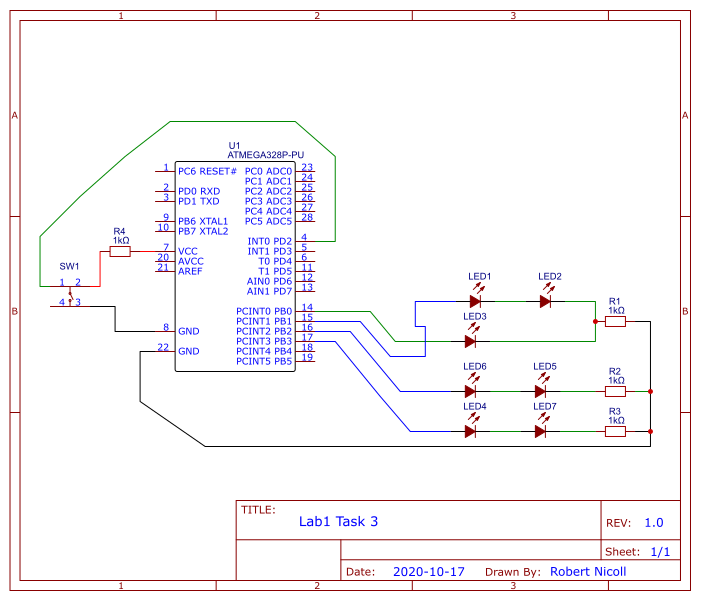 1 2 3
A A
B B
U1
ATMEGA328P-PU
1 PC6 RESET# PC0 ADC0 23
PC1 ADC1 24
2 PD0 RXD PC2 ADC2 25
3 PD1 TXD PC3 ADC3 26
PC4 ADC4 27
9 PB6 XTAL1 PC5 ADC5 28
10 PB7 XTAL2
INT0 PD2 4
7 VCC INT1 PD3 5
20 AVCC T0 PD4 6
21 AREF T1 PD5 11
AIN0 PD6 12
AIN1 PD7 13
PCINT0 PB0 14
PCINT1 PB1 15
8 GND PCINT2 PB2 16
PCINT3 PB3 17
22 GND PCINT4 PB4 18
PCINT5 PB5 19
R4
1kΩ
SW1
1 2
4 3
LED1 LED2
LED3
R1
1kΩ
LED6 LED5
R2
1kΩ
LED4 LED7
R3
1kΩ
TITLE:
Lab1 Task 3
REV: 1.0
Sheet: 1/1
Date: 2020-10-17 Drawn By: Robert Nicoll
1 2 3